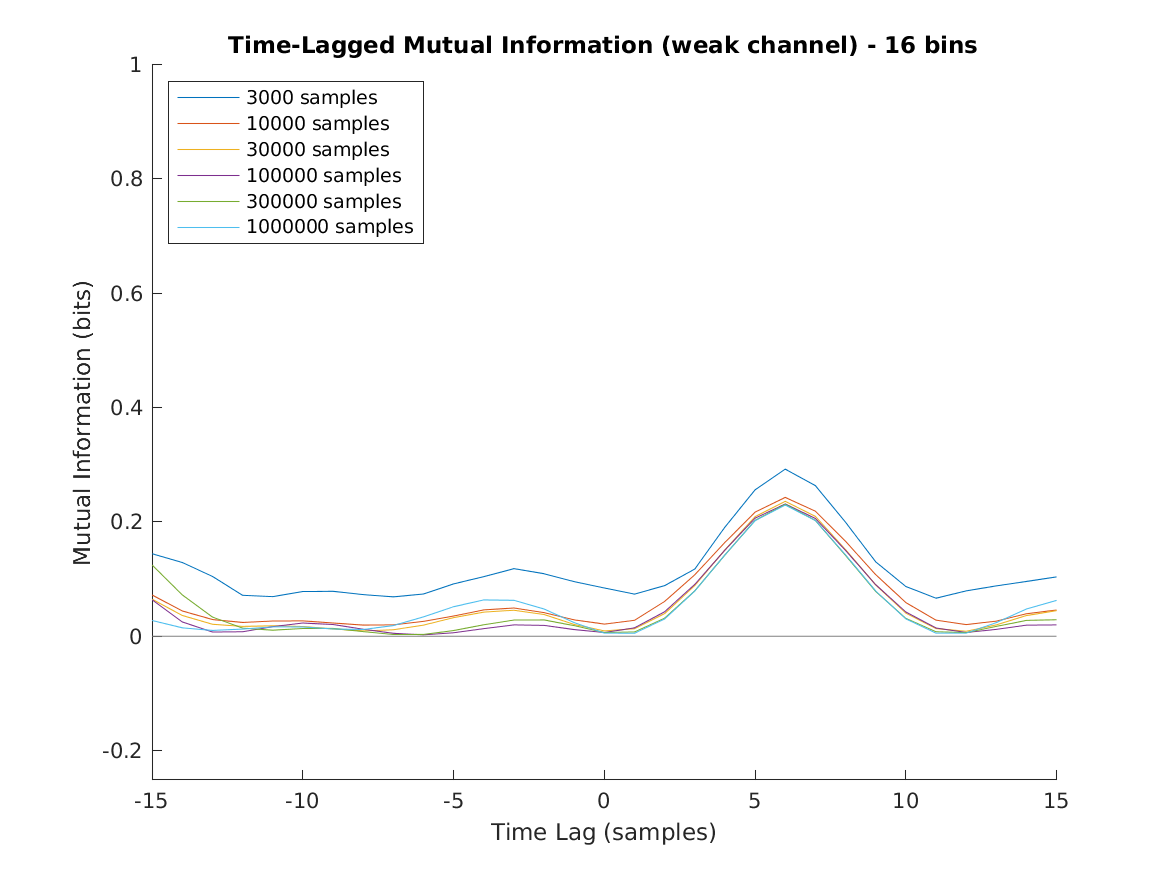 Time-Lagged Mutual Information (weak channel) - 16 bins
1
0.8
0.6
0.4
0.2
0
-0.2
Mutual Information (bits)
3000 samples
10000 samples
30000 samples
100000 samples
300000 samples
1000000 samples
-15 -10 -5 0 5 10 15
Time Lag (samples)